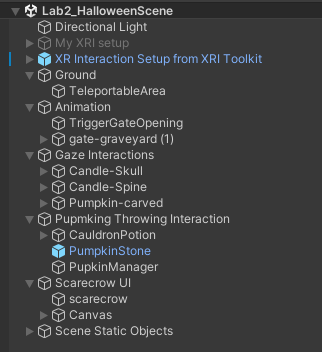 Lab2_HalloweenScene
Directional Light
My XRI setup
XR Interaction Setup from XRI Toolkit
Ground
TeleportableArea
Animation
TriggerGateOpening
gate-graveyard (1)
Gaze Interactions
Candle-Skull
Candle-Spine
Pumpkin-carved
Pupmking Throwing Interaction
CauldronPotion
PumpkinStone
PupkinManager
Scarecrow UI
scarecrow
Canvas
Scene Static Objects